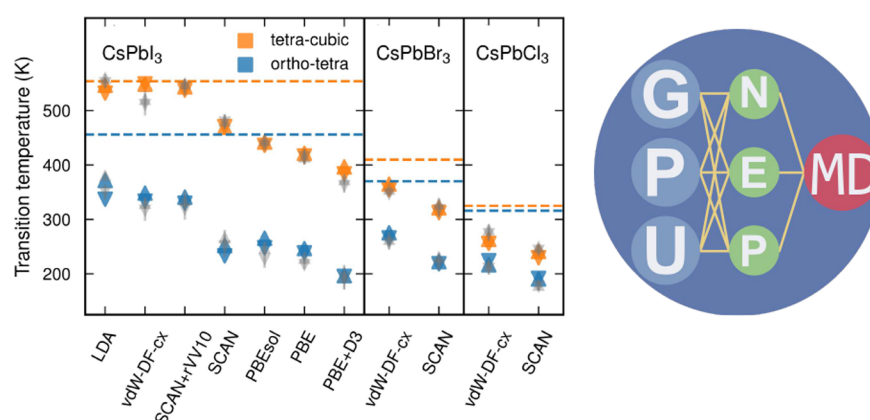 CsPbI3
tetra-cubic
ortho-tetra
CsPbBr3
CsPbCl3
Transition temperature (K)
500
400
300
200
LDA
vdW-DF-cx
SCAN+rVV10
SCAN
PBEsol
PBE
PBE+D3
vdW-DF-cx
SCAN
vdW-DF-cx
SCAN
G
P
U
N
E
P
MD